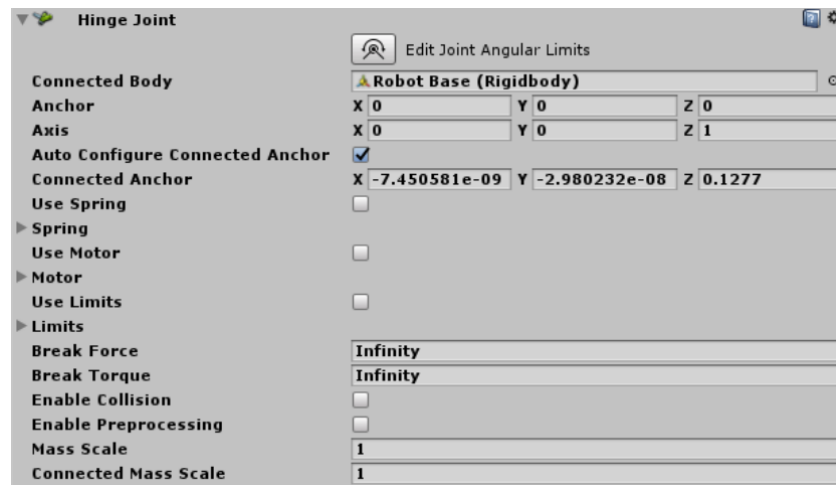 Hinge Joint
Edit Joint Angular Limits
Connected Body Robot Base (Rigidbody)
Anchor X 0 Y 0 Z 0
Axis X 0 Y 0 Z 1
Auto Configure Connected Anchor
Connected Anchor X -7.450581e-09 Y -2.980232e-08 Z 0.1277
Use Spring
Spring
Use Motor
Motor
Use Limits
Limits
Break Force Infinity
Break Torque Infinity
Enable Collision
Enable Preprocessing
Mass Scale 1
Connected Mass Scale 1